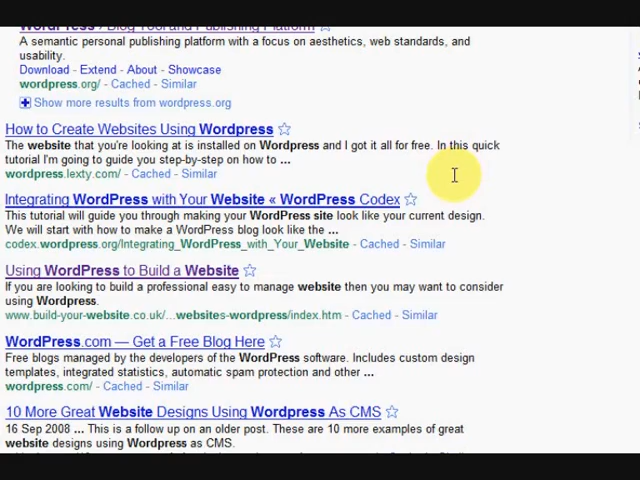 WordPress › Blog Tool and Publishing Platform
A semantic personal publishing platform with a focus on aesthetics, web standards, and
usability.
Download - Extend - About - Showcase
wordpress.org/ - Cached - Similar
Show more results from wordpress.org
How to Create Websites Using Wordpress
The website that you're looking at is installed on Wordpress and I got it all for free. In this quick
tutorial I'm going to guide you step-by-step on how to ...
wordpress.lexty.com/ - Cached - Similar
Integrating WordPress with Your Website « WordPress Codex
This tutorial will guide you through making your WordPress site look like your current design.
We will start with how to make a WordPress blog look like the ...
codex.wordpress.org/Integrating_WordPress_with_Your_Website - Cached - Similar
Using WordPress to Build a Website
If you are looking to build a professional easy to manage website then you may want to consider
using Wordpress.
www.build-your-website.co.uk/...websites-wordpress/index.htm - Cached - Similar
WordPress.com — Get a Free Blog Here
Free blogs managed by the developers of the WordPress software. Includes custom design
templates, integrated statistics, automatic spam protection and other ...
wordpress.com/ - Cached - Similar
10 More Great Website Designs Using Wordpress As CMS
16 Sep 2008 ... This is a follow up on an older post. These are 10 more examples of great
website designs using Wordpress as CMS.